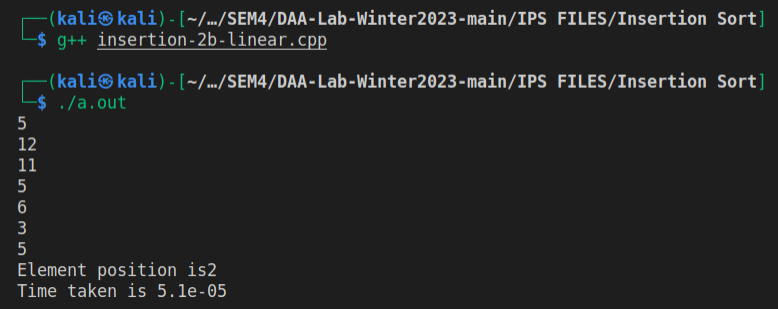 ┌──(kali㉿kali)-[~/…/SEM4/DAA-Lab-Winter2023-main/IPS FILES/Insertion Sort]
└─$ g++ insertion-2b-linear.cpp
┌──(kali㉿kali)-[~/…/SEM4/DAA-Lab-Winter2023-main/IPS FILES/Insertion Sort]
└─$ ./a.out
5
12
11
5
6
3
5
Element position is2
Time taken is 5.1e-05